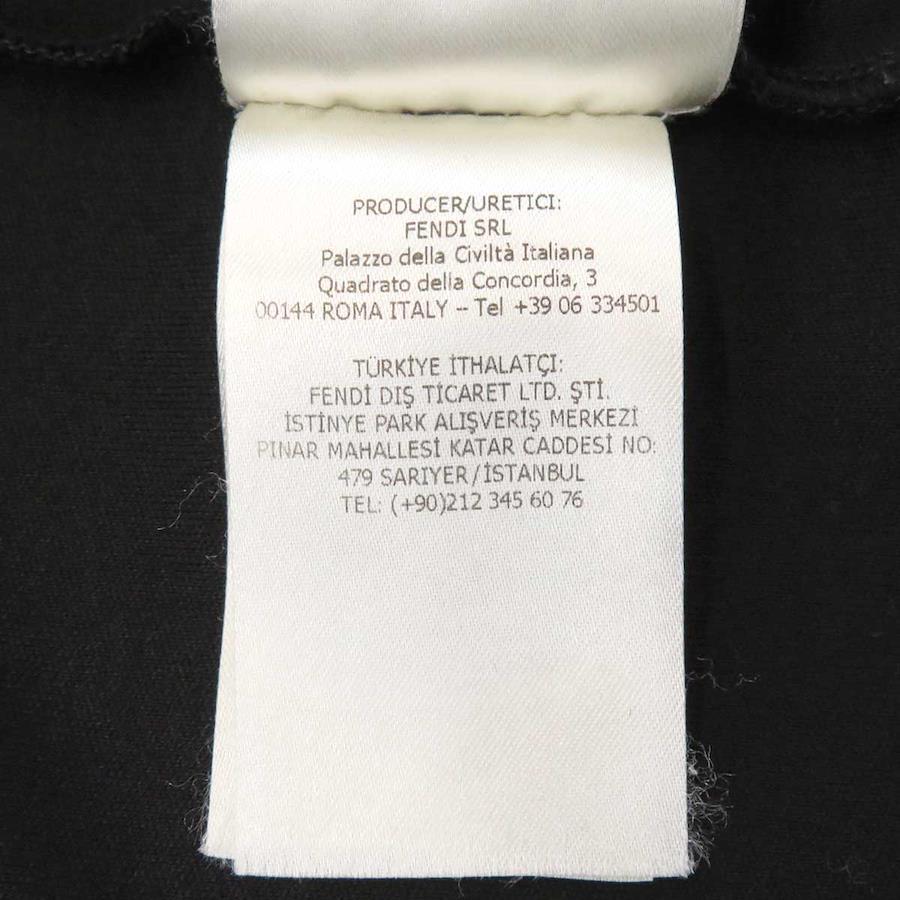 PRODUCER/URETICI:
FENDI SRL
Palazzo della Civiltà Italiana
Quadrato della Concordia, 3
00144 ROMA ITALY -- Tel +39 06 334501
TÜRKİYE İTHALATÇI:
FENDİ DIŞ TİCARET LTD. ŞTİ.
İSTİNYE PARK ALIŞVERİŞ MERKEZİ
PINAR MAHALLESİ KATAR CADDESİ NO:
479 SARIYER/İSTANBUL
TEL: (+90)212 345 60 76